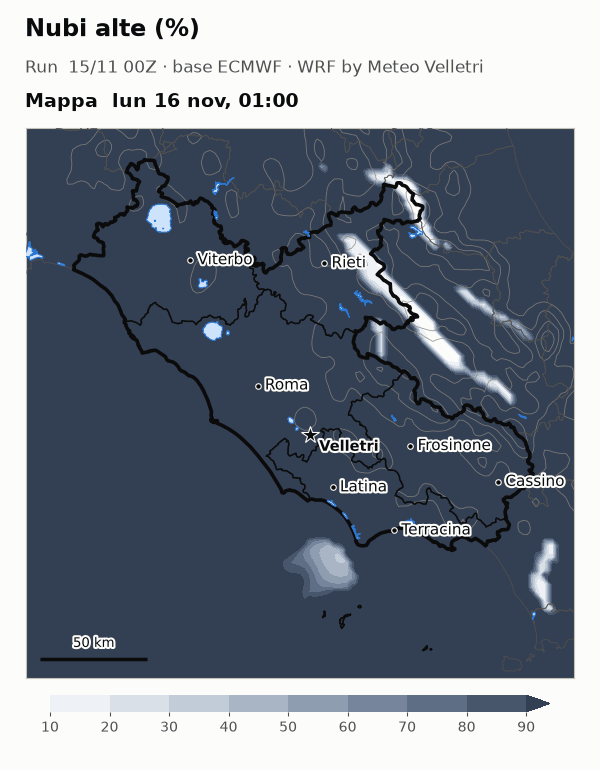 Nubi alte (%)
Run 15/11 00Z · base ECMWF · WRF by Meteo Velletri
Mappa lun 16 nov, 01:00
Viterbo
Rieti
Roma
Velletri
Frosinone
Cassino
Latina
Terracina
50 km
10 20 30 40 50 60 70 80 90